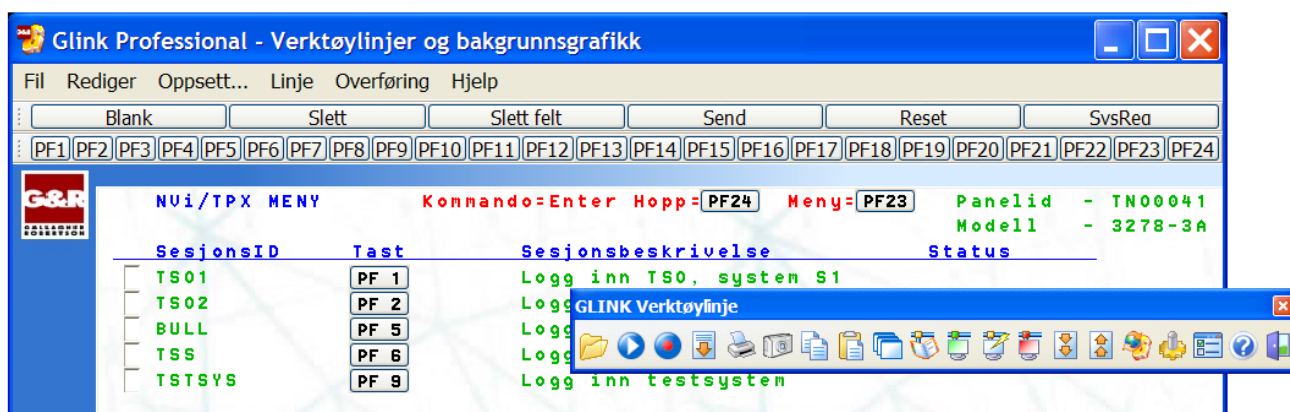 Glink Professional - Verktøylinjer og bakgrunnsgrafikk
Fil Rediger Oppsett... Linje Overføring Hjelp
Blank Slett Slett felt Send Reset SysReq
PF1 PF2 PF3 PF4 PF5 PF6 PF7 PF8 PF9 PF10 PF11 PF12 PF13 PF14 PF15 PF16 PF17 PF18 PF19 PF20 PF21 PF22 PF23 PF24
G&R
GALLAGHER
ROBERTSON
NVi/TPX MENY Kommando=Enter Hopp=PF24 Meny=PF23 Panelid - TN00041
Modell - 3278-3A
SesjonsID Tast Sesjonsbeskrivelse Status
TSO1 PF 1 Logg inn TSO, system S1
TSO2 PF 2 Logg
GLINK Verktøylinje
BULL PF 5 Logg
TSS PF 6 Logg
TSTSYS PF 9 Logg inn testsystem